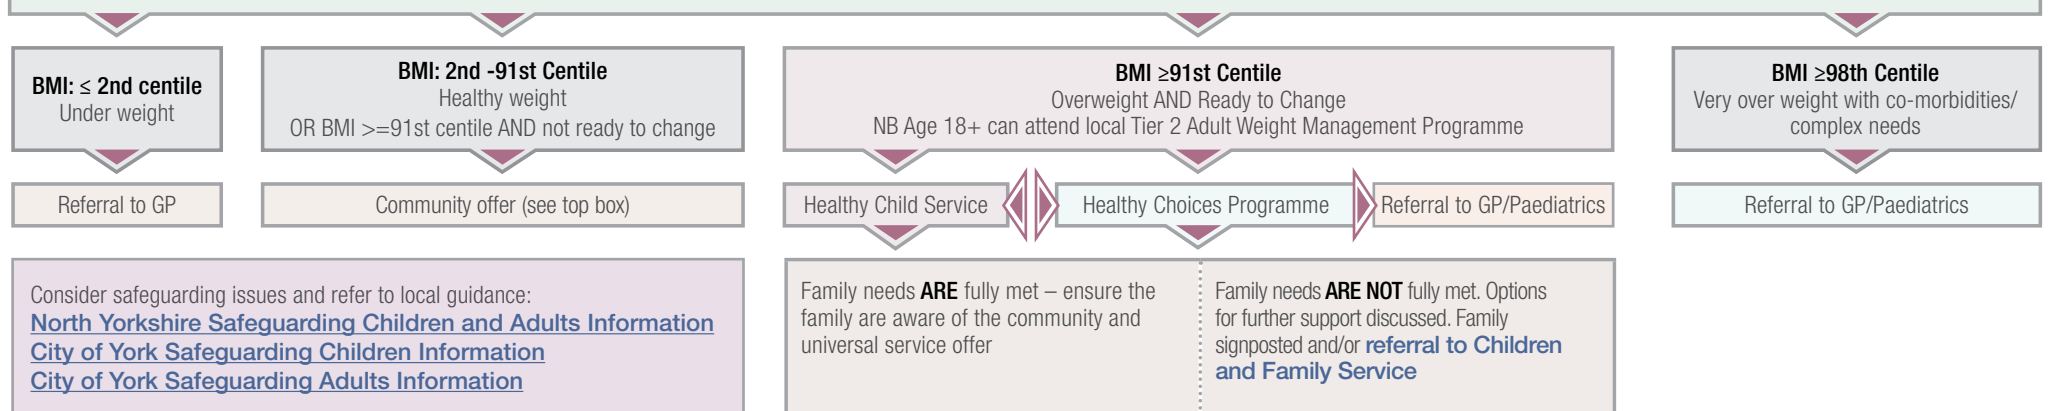 BMI: ≤ 2nd centile
Under weight
BMI: 2nd -91st Centile
Healthy weight
OR BMI >=91st centile AND not ready to change
BMI ≥91st Centile
Overweight AND Ready to Change
NB Age 18+ can attend local Tier 2 Adult Weight Management Programme
BMI ≥98th Centile
Very over weight with co-morbidities/
complex needs
Referral to GP
Community offer (see top box)
Healthy Child Service
Healthy Choices Programme
Referral to GP/Paediatrics
Referral to GP/Paediatrics
Consider safeguarding issues and refer to local guidance:
North Yorkshire Safeguarding Children and Adults Information
City of York Safeguarding Children Information
City of York Safeguarding Adults Information
Family needs ARE fully met – ensure the
family are aware of the community and
universal service offer
Family needs ARE NOT fully met. Options
for further support discussed. Family
signposted and/or referral to Children
and Family Service